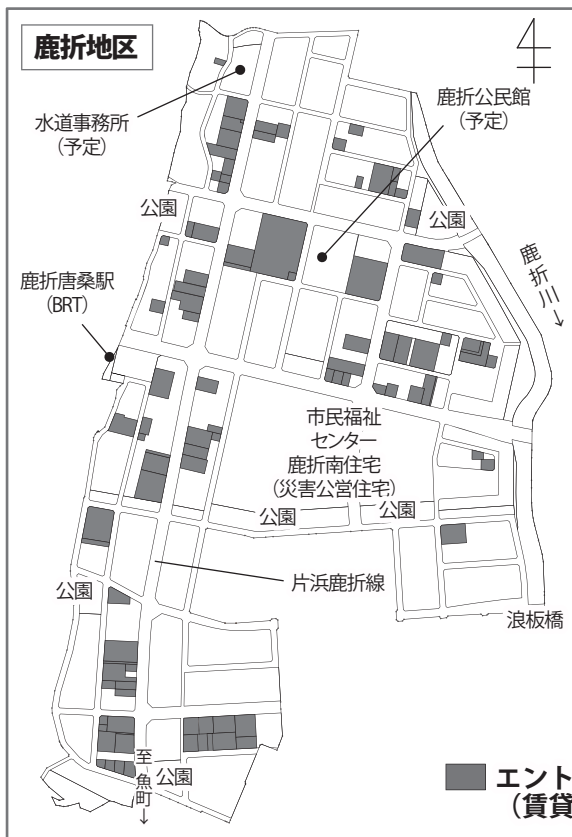 鹿折地区
水道事務所
(予定)
鹿折公民館
(予定)
公園
公園
鹿折唐桑駅
(BRT)
鹿折川→
市民福祉
センター
鹿折南住宅
(災害公営住宅)
公園
公園
片浜鹿折線
公園
浪板橋
至魚町→
公園
エント
(賃貸